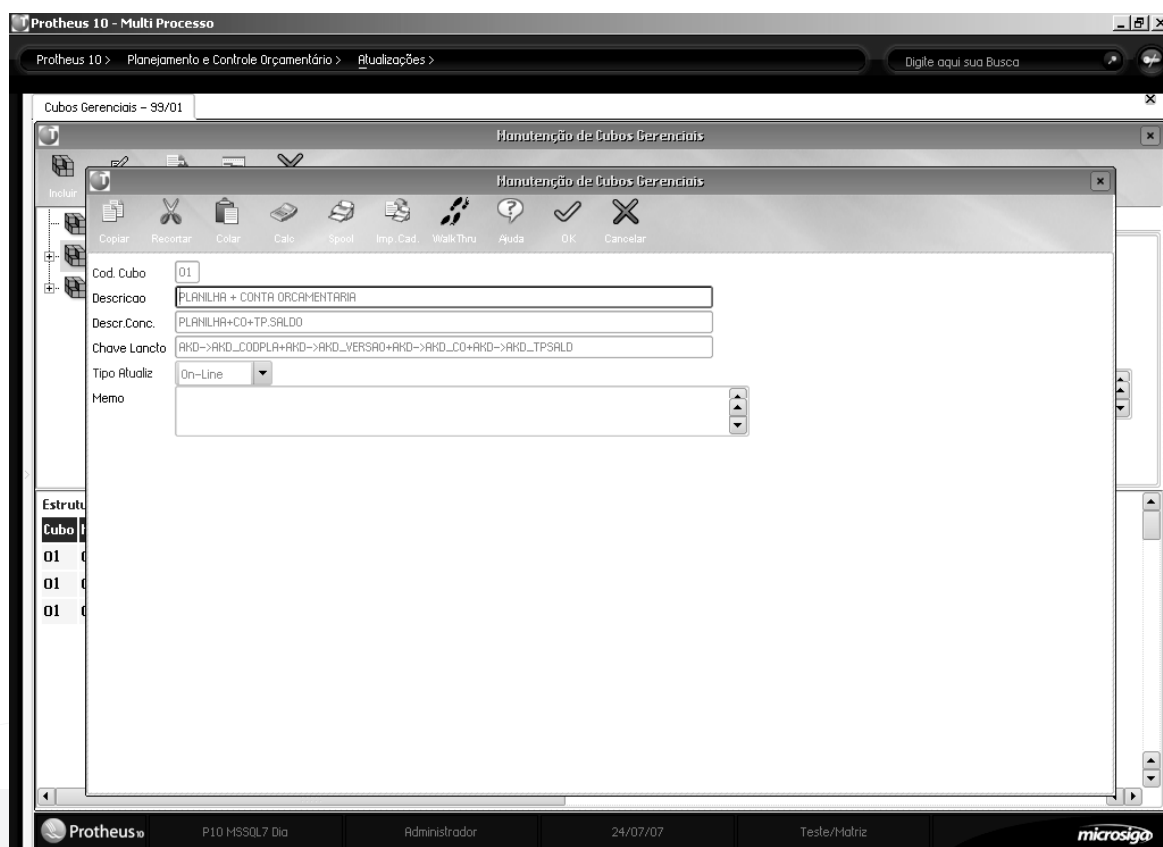 Protheus 10 - Multi Processo
Protheus 10 > Planejamento e Controle Orçamentário > Atualizações >
Digite aqui sua Busca
Cubos Gerenciais - 99/01
Manutenção de Cubos Gerenciais
Incluir
Manutenção de Cubos Gerenciais
Copiar Recortar Colar Calc Spool Imp. Cad. WalkThru Ajuda OK Cancelar
Cod. Cubo 01
Descricao PLANILHA + CONTA ORCAMENTARIA
Descr.Conc. PLANILHA+CO+TP.SALDO
Chave Lancto AKD->AKD_CODPLA+AKD->AKD_VERSAO+AKD->AKD_CO+AKD->AKD_TPSALD
Tipo Atualiz On-Line
Memo
Estrutu
Cubo
01
01
01
Protheus10 P10 MSSQL7 Dia Administrador 24/07/07 Teste/Matriz microsiga